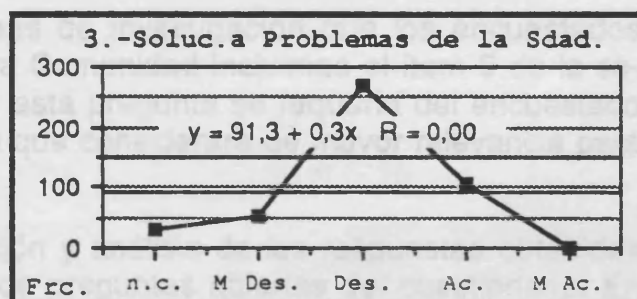 3.-Soluc.a Problemas de la Sdad.
300
y = 91,3 + 0,3x R = 0,00
200
100
0
Frc. n.c. M Des. Des. Ac. M Ac.